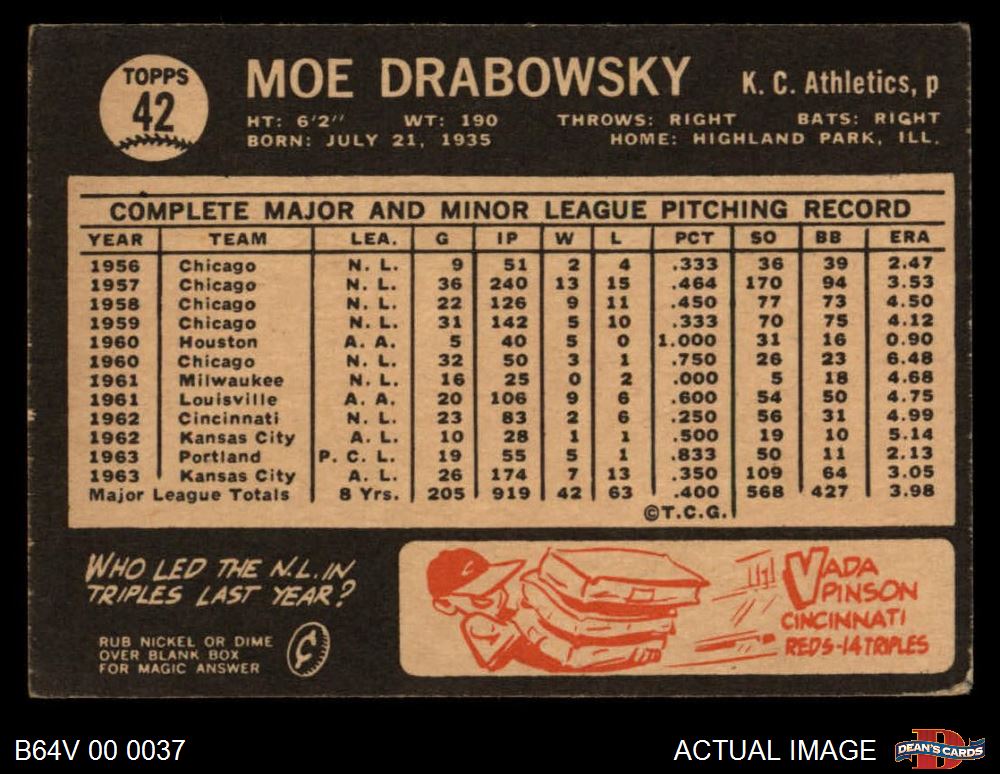 TOPPS
42
MOE DRABOWSKY K. C. Athletics, p
HT: 6'2" WT: 190 THROWS: RIGHT BATS: RIGHT
BORN: JULY 21, 1935 HOME: HIGHLAND PARK, ILL.
COMPLETE MAJOR AND MINOR LEAGUE PITCHING RECORD
YEAR TEAM LEA. G IP W L PCT SO BB ERA
1956 Chicago N. L. 9 51 2 4 .333 36 39 2.47
1957 Chicago N. L. 36 240 13 15 .464 170 94 3.53
1958 Chicago N. L. 22 126 9 11 .450 77 73 4.50
1959 Chicago N. L. 31 142 5 10 .333 70 75 4.12
1960 Houston A. A. 5 40 5 0 1.000 31 16 0.90
1960 Chicago N. L. 32 50 3 1 .750 26 23 6.48
1961 Milwaukee N. L. 16 25 0 2 .000 5 18 4.68
1961 Louisville A. A. 20 106 9 6 .600 54 50 4.75
1962 Cincinnati N. L. 23 83 2 6 .250 56 31 4.99
1962 Kansas City A. L. 10 28 1 1 .500 19 10 5.14
1963 Portland P. C. L. 19 55 5 1 .833 50 11 2.13
1963 Kansas City A. L. 26 174 7 13 .350 109 64 3.05
Major League Totals 8 Yrs. 205 919 42 63 .400 568 427 3.98
©T.C.G.
WHO LED THE N.L. IN
TRIPLES LAST YEAR?
RUB NICKEL OR DIME
OVER BLANK BOX
FOR MAGIC ANSWER
C
VADA
PINSON
CINCINNATI
REDS-14 TRIPLES
B64V 00 0037 ACTUAL IMAGE DEAN'S CARDS